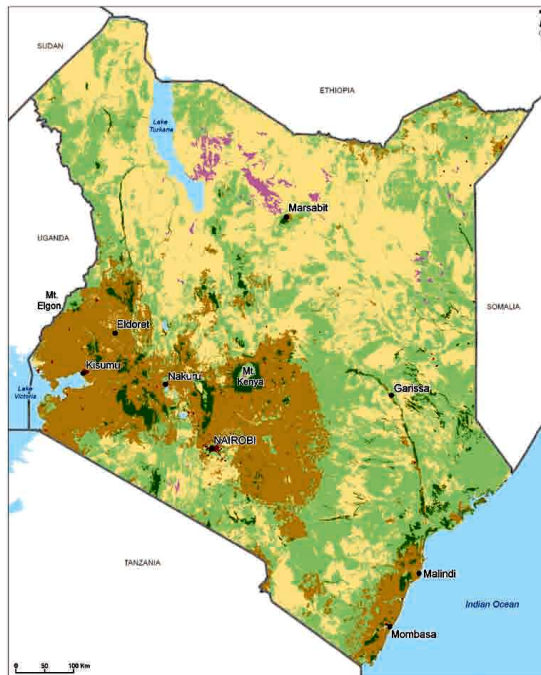 SUDAN
ETHIOPIA
Lake
Turkana
Marsabit
UGANDA
Mt.
Elgon
SOMALIA
Eldoret
Kisumu
Mt.
Kenya
Nakuru
Garissa
Lake
Victoria
NAIROBI
TANZANIA
Malindi
Indian Ocean
Mombasa
0 50 100 Km